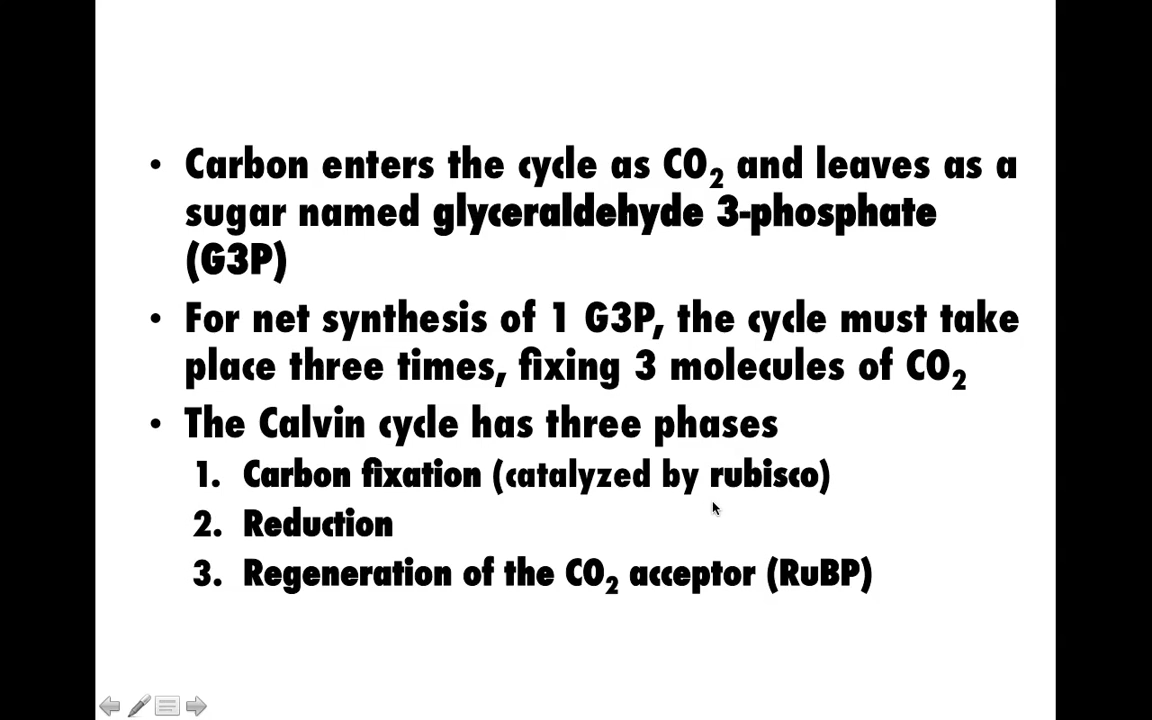 • Carbon enters the cycle as CO₂ and leaves as a
sugar named glyceraldehyde 3-phosphate
(G3P)
• For net synthesis of 1 G3P, the cycle must take
place three times, fixing 3 molecules of CO₂
• The Calvin cycle has three phases
1. Carbon fixation (catalyzed by rubisco)
2. Reduction
3. Regeneration of the CO₂ acceptor (RuBP)